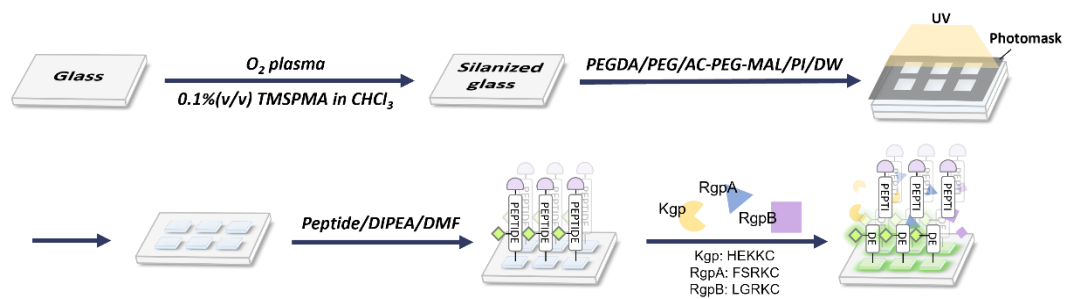 Glass
O₂ plasma
0.1%(v/v) TMSPMA in CHCl₃
Silanized
glass
PEGDA/PEG/AC-PEG-MAL/PI/DW
UV
Photomask
Peptide/DIPEA/DMF
PEPTIDE
PEPTIDE
PEPTIDE
Kgp
RgpA
RgpB
Kgp: HEKKC
RgpA: FSRKC
RgpB: LGRKC
PEPTI
PEPTI
PEPTI
DE
DE
DE